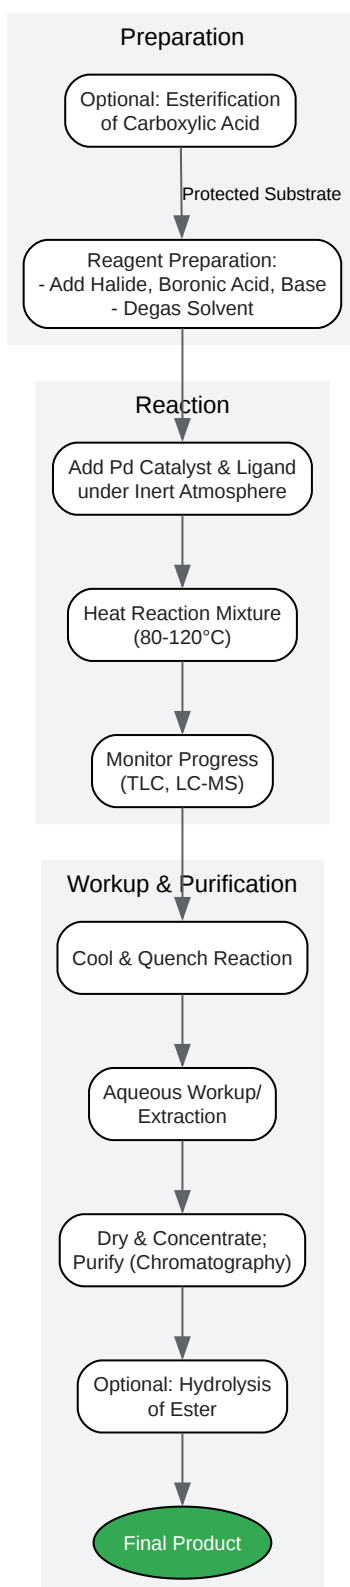 Preparation
Optional: Esterification
of Carboxylic Acid
Protected Substrate
Reagent Preparation:
- Add Halide, Boronic Acid, Base
- Degas Solvent
Reaction
Add Pd Catalyst & Ligand
under Inert Atmosphere
Heat Reaction Mixture
(80-120°C)
Monitor Progress
(TLC, LC-MS)
Workup & Purification
Cool & Quench Reaction
Aqueous Workup/
Extraction
Dry & Concentrate;
Purify (Chromatography)
Optional: Hydrolysis
of Ester
Final Product